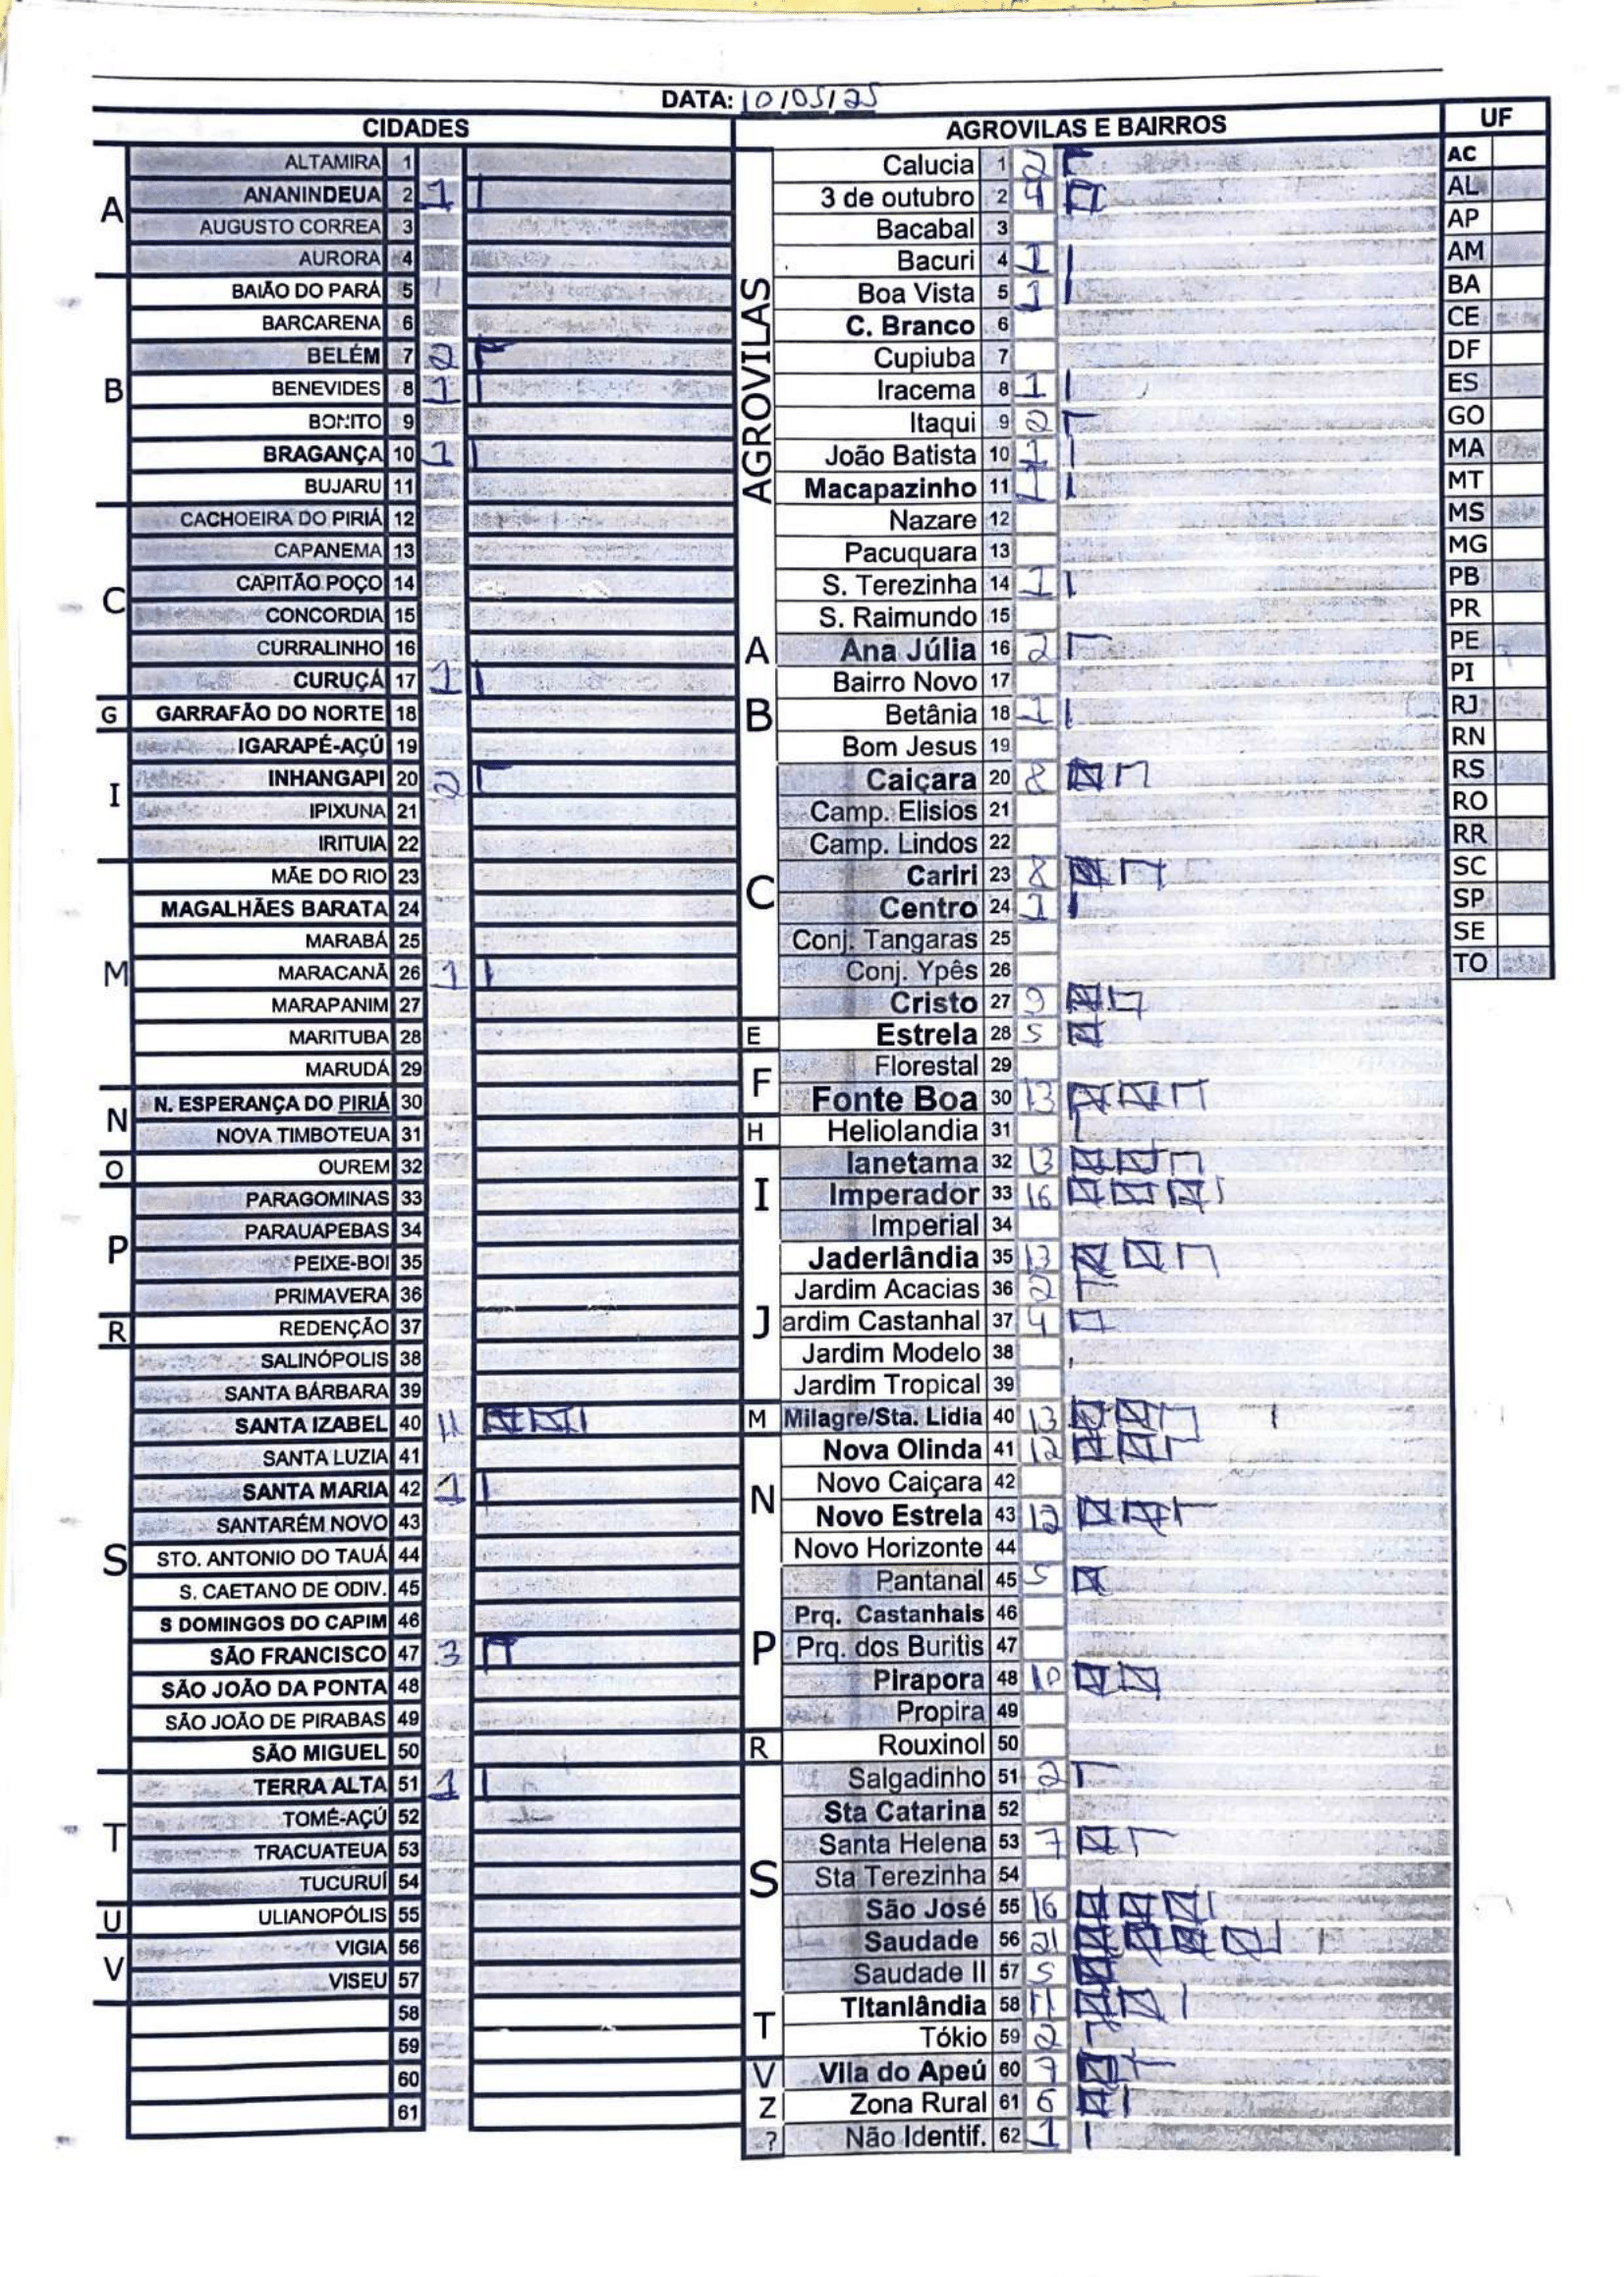 DATA: 10/05/25
CIDADES
A
ALTAMIRA 1
ANANINDEUA 2 1
AUGUSTO CORREA 3
AURORA 4
B
BAIÃO DO PARÁ 5
BARCARENA 6
BELÉM 7 2
BENEVIDES 8 1
BONITO 9
BRAGANÇA 10 1
BUJARU 11
C
CACHOEIRA DO PIRIÁ 12
CAPANEMA 13
CAPITÃO POÇO 14
CONCORDIA 15
CURRALINHO 16
CURUÇÁ 17 1
G
GARRAFÃO DO NORTE 18
I
IGARAPÉ-AÇÚ 19
INHANGAPI 20 2
IPIXUNA 21
IRITUIA 22
M
MÃE DO RIO 23
MAGALHÃES BARATA 24
MARABÁ 25
MARACANÃ 26 1
MARAPANIM 27
MARITUBA 28
MARUDÁ 29
N
N. ESPERANÇA DO PIRIÁ 30
NOVA TIMBOTEUA 31
O
OUREM 32
P
PARAGOMINAS 33
PARAUAPEBAS 34
PEIXE-BOI 35
PRIMAVERA 36
R
REDENÇÃO 37
S
SALINÓPOLIS 38
SANTA BÁRBARA 39
SANTA IZABEL 40 11
SANTA LUZIA 41
SANTA MARIA 42 1
SANTARÉM NOVO 43
STO. ANTONIO DO TAUÁ 44
S. CAETANO DE ODIV. 45
S DOMINGOS DO CAPIM 46
SÃO FRANCISCO 47 3
SÃO JOÃO DA PONTA 48
SÃO JOÃO DE PIRABAS 49
SÃO MIGUEL 50
T
TERRA ALTA 51 1
TOMÉ-AÇÚ 52
TRACUATEUA 53
TUCURUÍ 54
U
ULIANOPÓLIS 55
V
VIGIA 56
VISEU 57
58
59
60
61
AGROVILAS E BAIRROS
AGROVILAS
Calucia 1 2
3 de outubro 2 4
Bacabal 3
Bacuri 4 1
Boa Vista 5 1
C. Branco 6
Cupiuba 7
Iracema 8 1
Itaqui 9 2
João Batista 10 1
Macapazinho 11 1
Nazare 12
Pacuquara 13
S. Terezinha 14 1
S. Raimundo 15
A
Ana Júlia 16 2
B
Bairro Novo 17
Betânia 18 1
Bom Jesus 19
C
Caiçara 20 8
Camp. Elisios 21
Camp. Lindos 22
Cariri 23 8
Centro 24 1
Conj. Tangaras 25
Conj. Ypês 26
Cristo 27 9
E
Estrela 28 5
F
Florestal 29
Fonte Boa 30 13
H
Heliolandia 31
I
Ianetama 32 13
Imperador 33 16
Imperial 34
J
Jaderlândia 35 13
Jardim Acacias 36 2
ardim Castanhal 37 4
Jardim Modelo 38
Jardim Tropical 39
M
Milagre/Sta. Lidia 40 13
N
Nova Olinda 41 12
Novo Caiçara 42
Novo Estrela 43 12
Novo Horizonte 44
P
Pantanal 45 5
Prq. Castanhais 46
Prq. dos Buritis 47
Pirapora 48 10
Propira 49
R
Rouxinol 50
S
Salgadinho 51 2
Sta Catarina 52
Santa Helena 53 7
Sta Terezinha 54
São José 55 16
Saudade 56 21
Saudade II 57 5
T
Titanlândia 58 11
Tókio 59 2
V
Vila do Apeú 60 7
Z
Zona Rural 61 6
?
Não Identif. 62 1
UF
AC
AL
AP
AM
BA
CE
DF
ES
GO
MA
MT
MS
MG
PB
PR
PE
PI
RJ
RN
RS
RO
RR
SC
SP
SE
TO